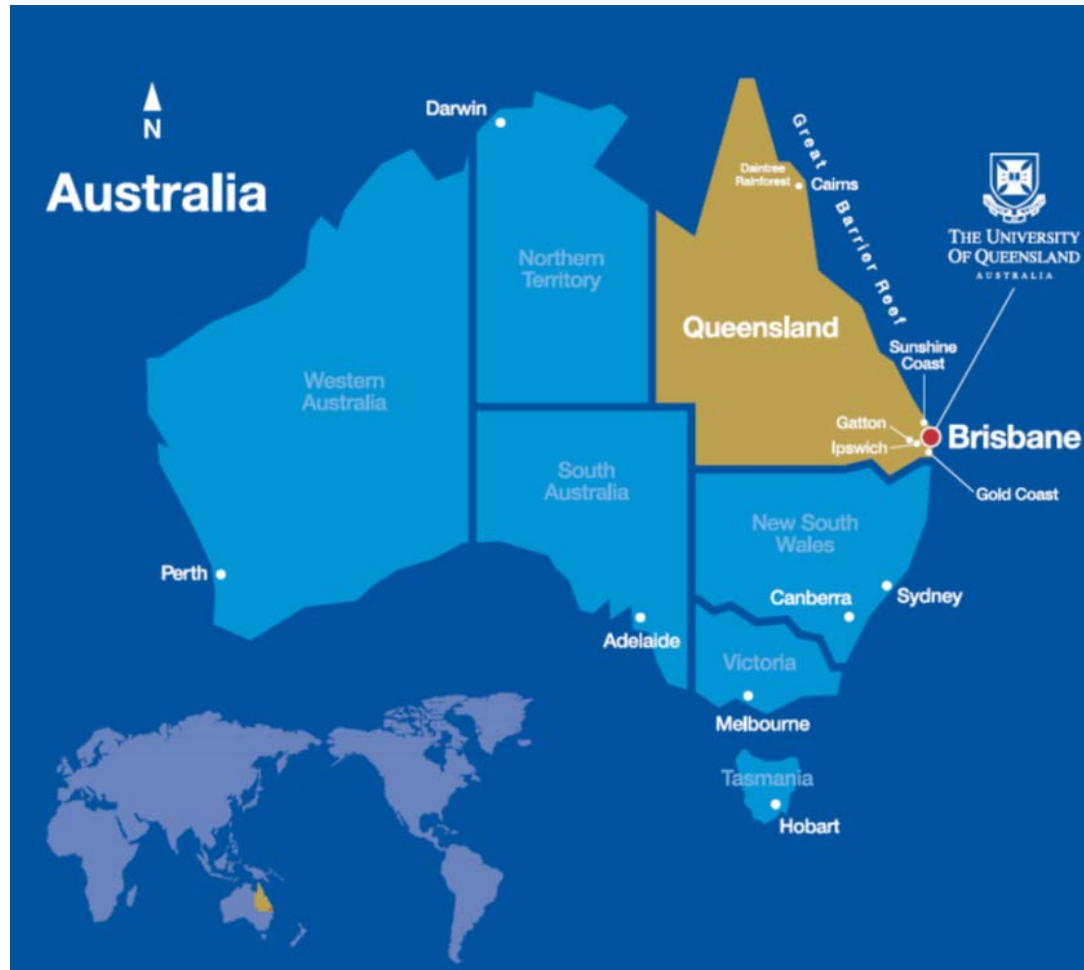 N
Australia
Darwin
Great Barrier Reef
Daintree
Rainforest
Cairns
THE UNIVERSITY
OF QUEENSLAND
AUSTRALIA
Northern
Territory
Queensland
Sunshine
Coast
Western
Australia
Gatton
Ipswich
Brisbane
South
Australia
Gold Coast
New South
Wales
Perth
Canberra
Sydney
Adelaide
Victoria
Melbourne
Tasmania
Hobart